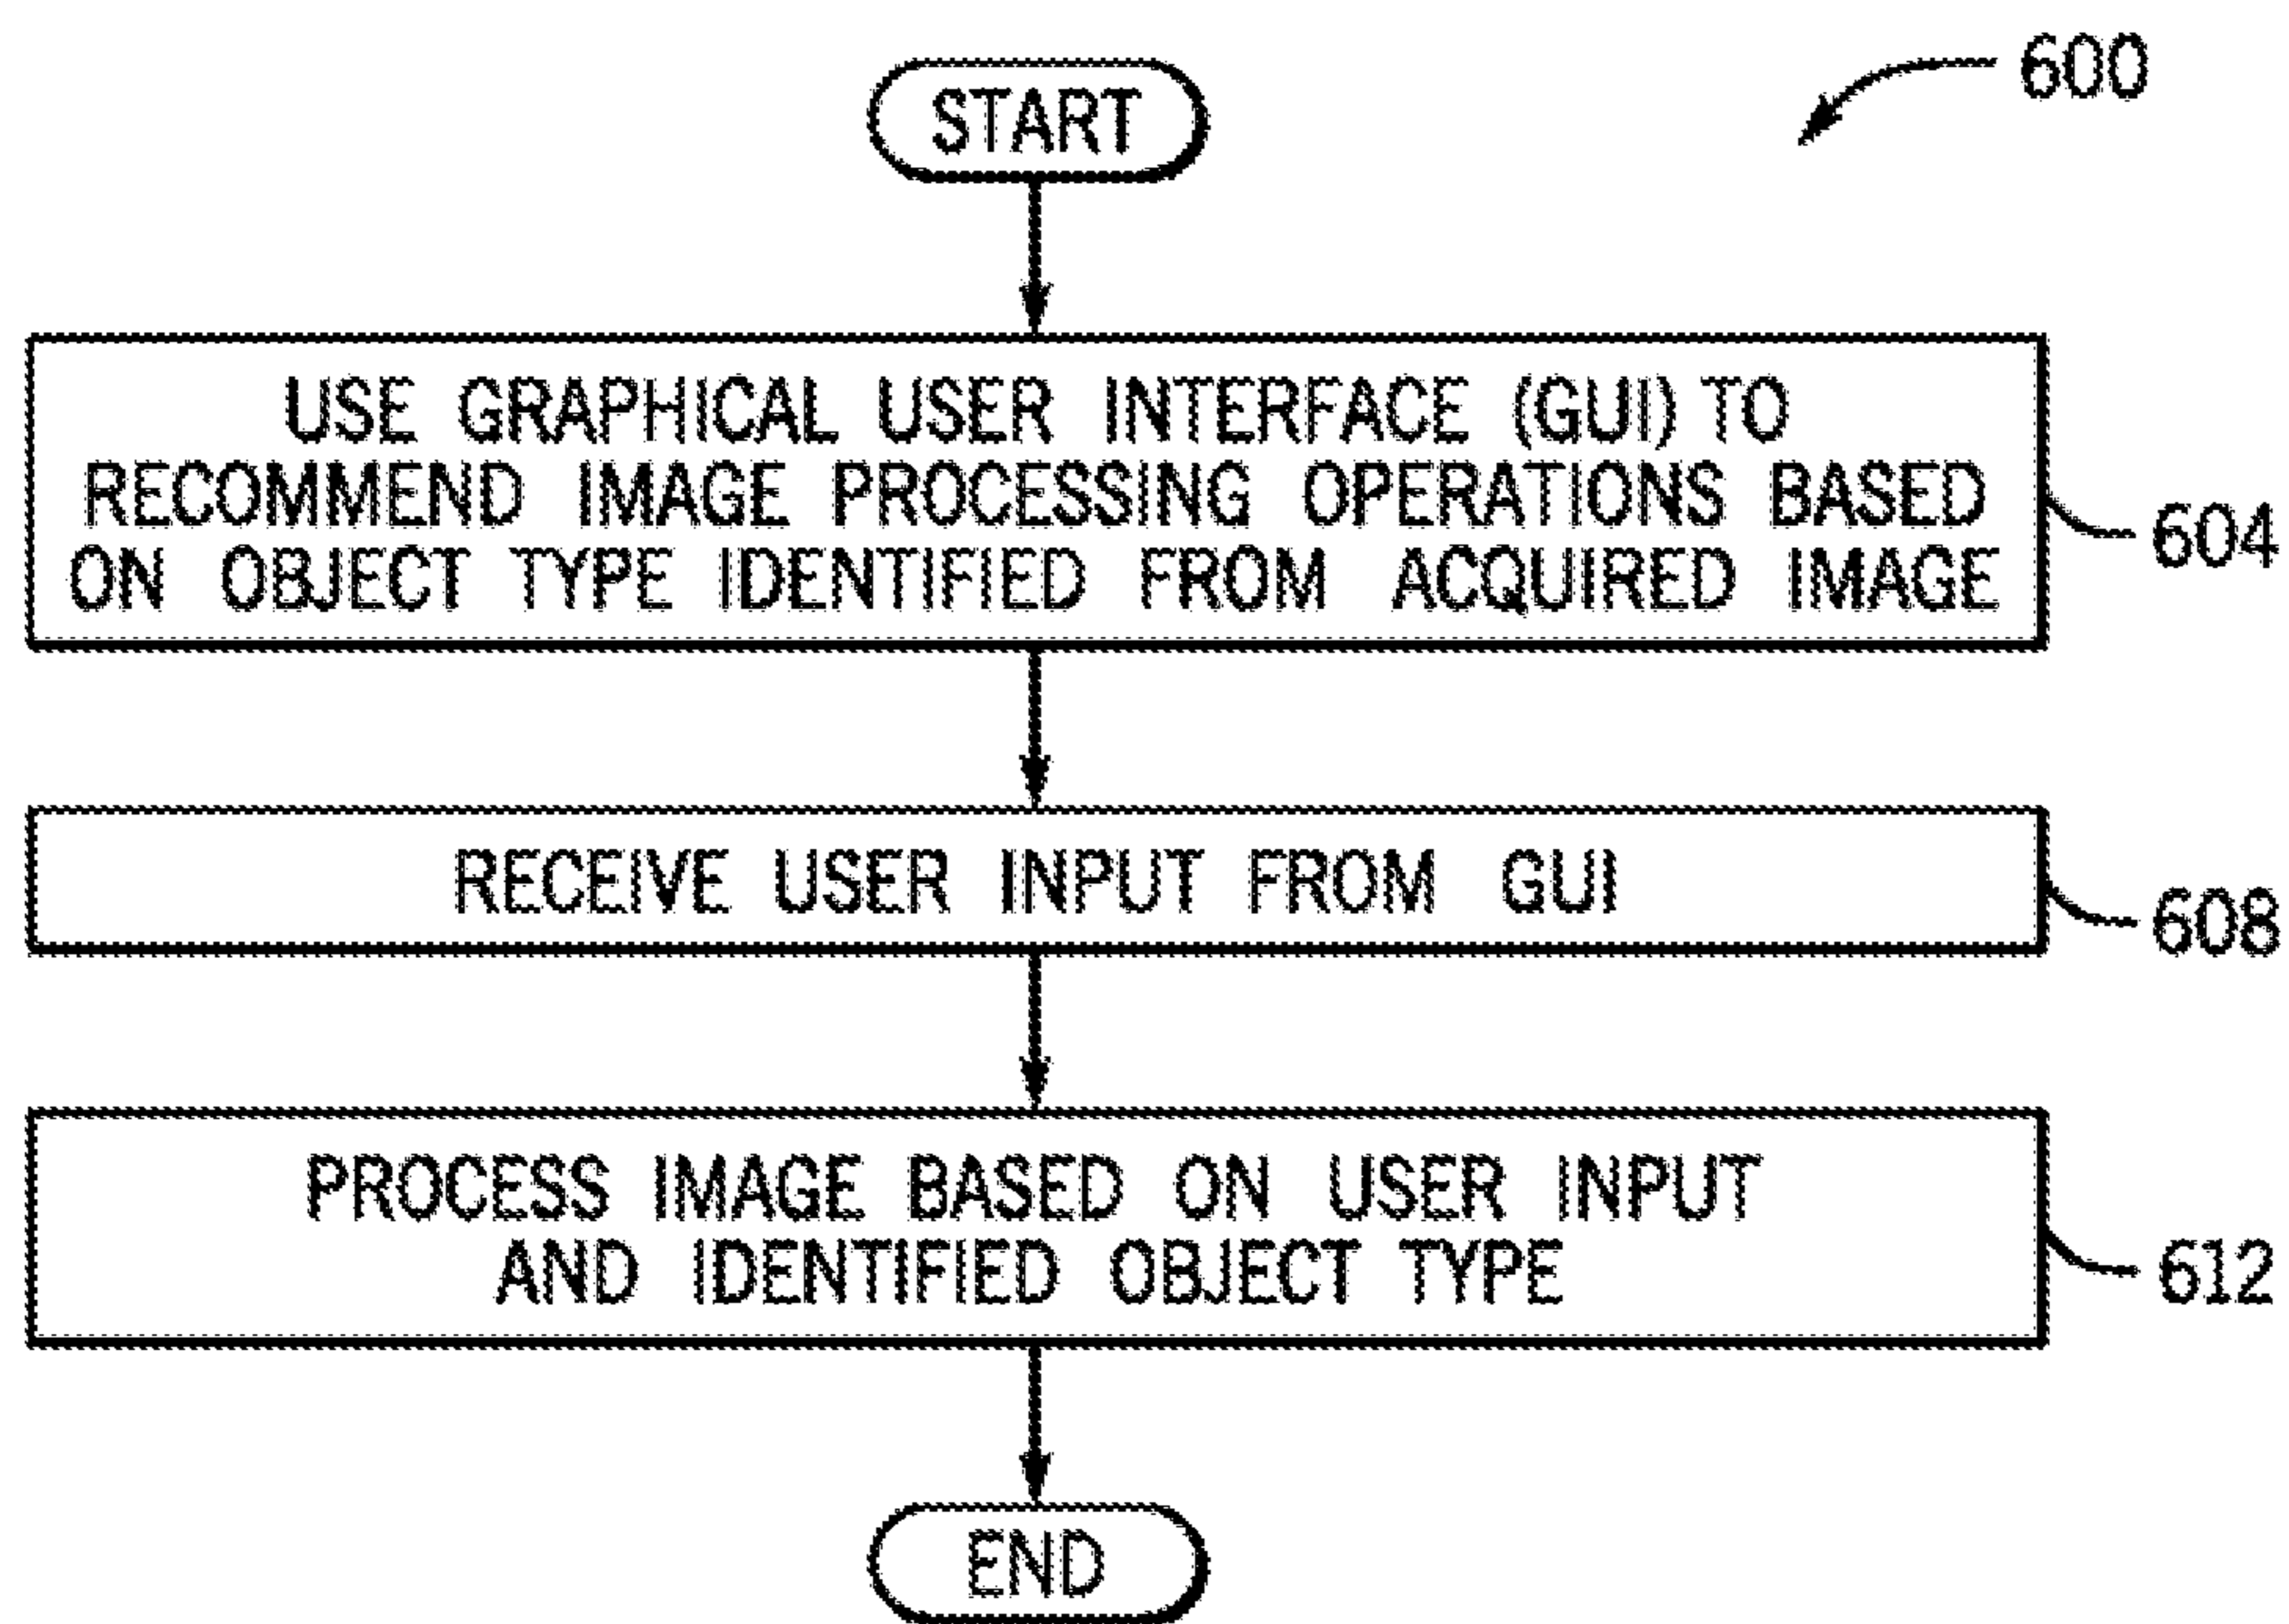 600
START
USE GRAPHICAL USER INTERFACE (GUI) TO
RECOMMEND IMAGE PROCESSING OPERATIONS BASED
ON OBJECT TYPE IDENTIFIED FROM ACQUIRED IMAGE
604
RECEIVE USER INPUT FROM GUI
608
PROCESS IMAGE BASED ON USER INPUT
AND IDENTIFIED OBJECT TYPE
612
END